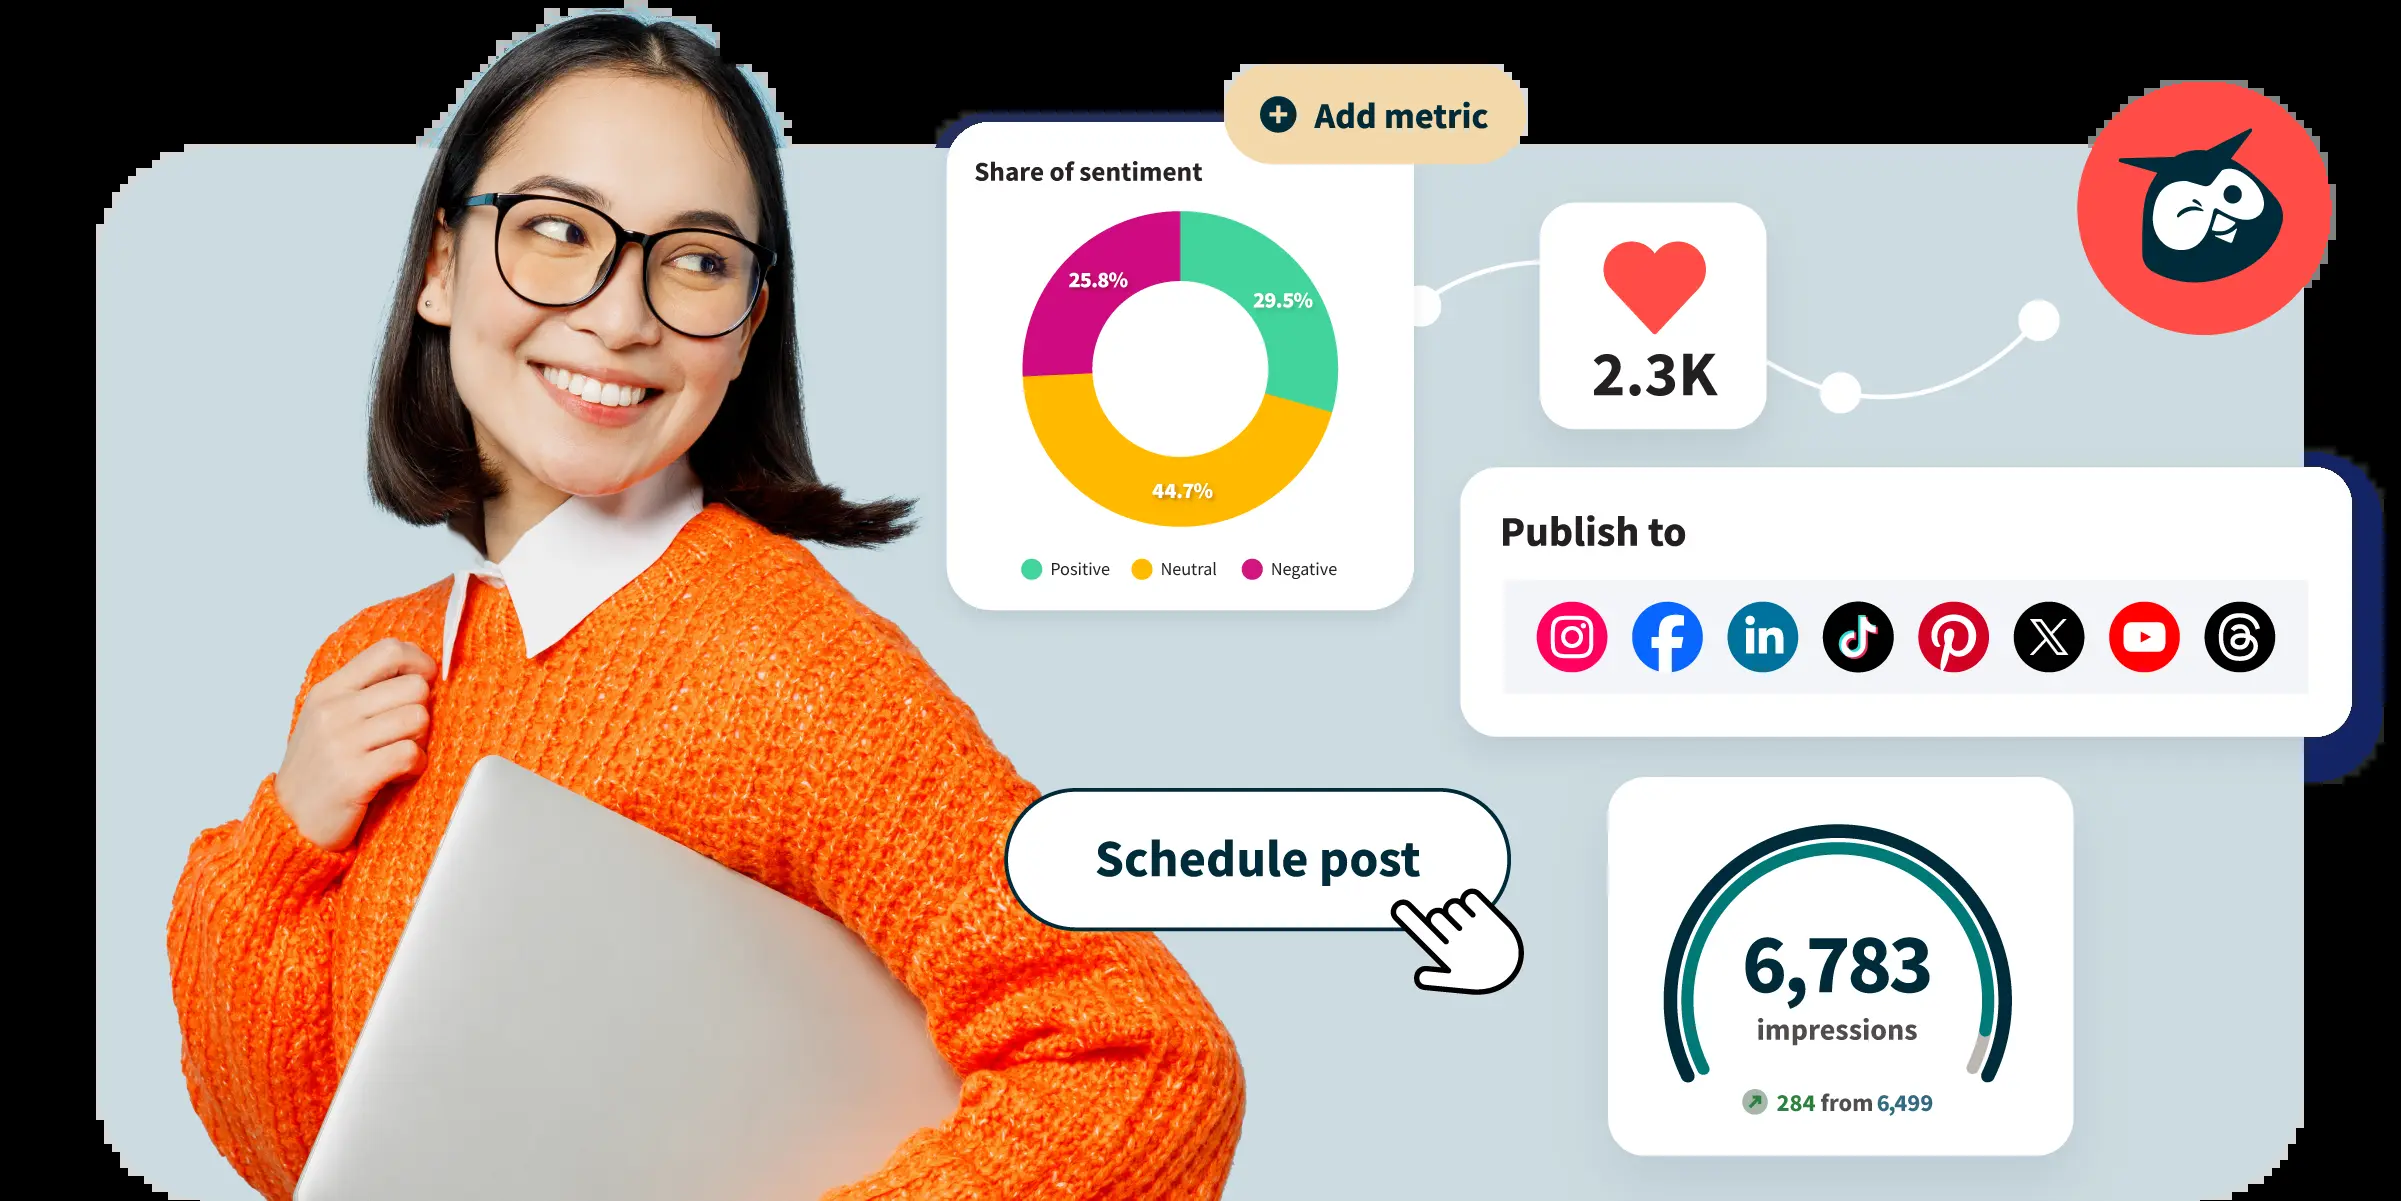 Add metric
Share of sentiment
25.8%
29.5%
44.7%
Positive Neutral Negative
2.3K
Publish to
Schedule post
6,783
impressions
284 from 6,499